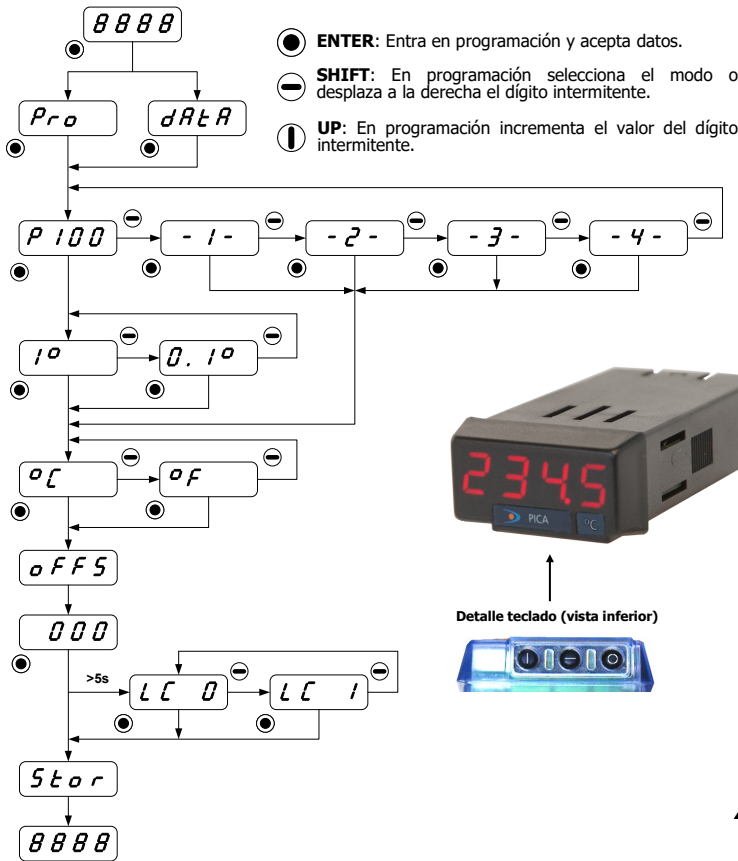 8888
ENTER: Entra en programación y acepta datos.
SHIFT: En programación selecciona el modo o
desplaza a la derecha el dígito intermitente.
UP: En programación incrementa el valor del dígito
intermitente.
Pro dAtA
P100 -1- -2- -3- -4-
1º 0.1º
ºC ºF
oFFS
000
>5s LC 0 LC 1
Stor
8888
234.5
PICA ºC
Detalle teclado (vista inferior)